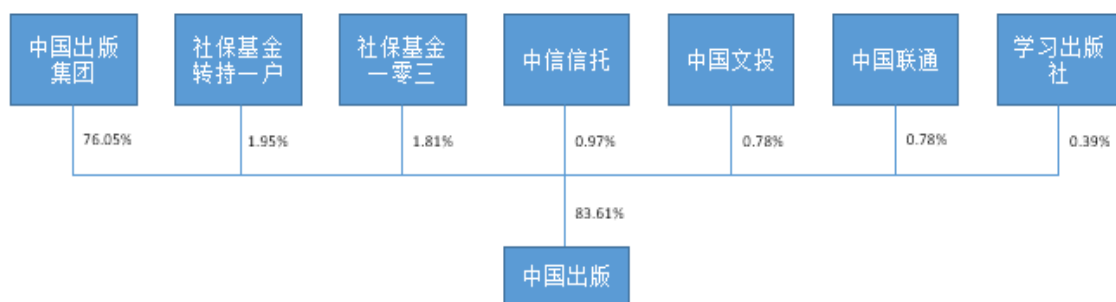 中国出版
集团
社保基金
转持一户
社保基金
一零三
中信信托
中国文投
中国联通
学习出版
社
76.05%
1.95%
1.81%
0.97%
0.78%
0.78%
0.39%
83.61%
中国出版